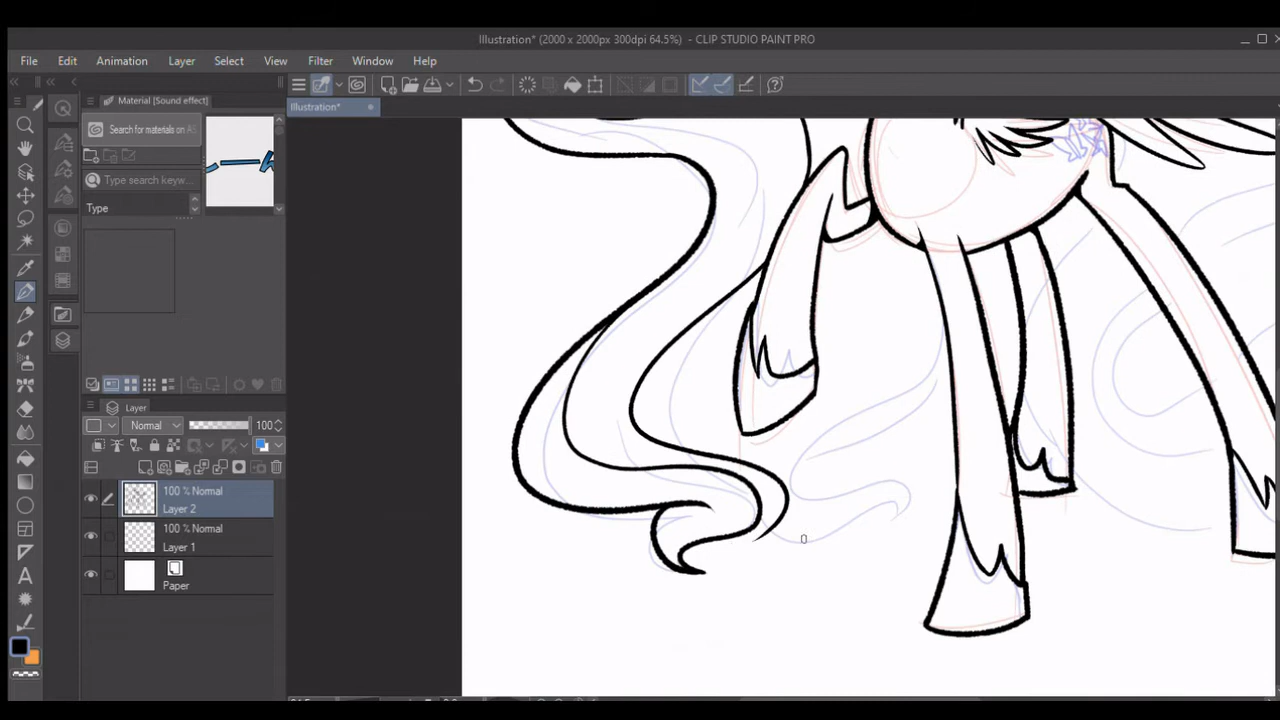 Illustration* (2000 x 2000px 300dpi 64.5%) - CLIP STUDIO PAINT PRO
File Edit Animation Layer Select View Filter Window Help
Material [Sound effect]
Illustration*
Search for materials on AS
Type search keyw...
Type
Layer
Normal 100
100 % Normal
Layer 2
100 % Normal
Layer 1
Paper